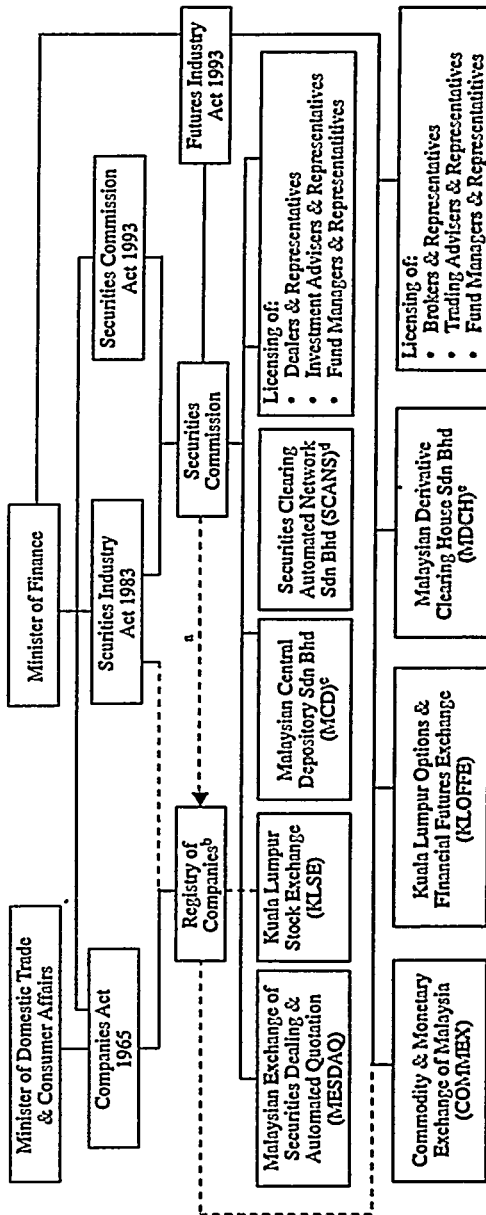 Minister of Domestic Trade
& Consumer Affairs
Minister of Finance
Companies Act
1965
Scurities Industry
Act 1983
Securities Commission
Act 1993
Futures Industry
Act 1993
a
Registry of
Companiesᵇ
Securities
Commission
Malaysian Exchange of
Securities Dealing &
Automated Quotation
(MESDAQ)
Kuala Lumpur
Stock Exchange
(KLSE)
Malaysian Central
Depository Sdn Bhd
(MCD)ᶜ
Securities Clearing
Automated Network
Sdn Bhd (SCANS)ᵈ
Licensing of:
• Dealers & Representatives
• Investment Advisers & Representatives
• Fund Managers & Representatitives
Commodity & Monetary
Exchange of Malaysia
(COMMEX)
Kuala Lumpur Options &
FInancial Futures Exchange
(KLOFFE)
Malaysian Derivative
Clearing House Sdn Bhd
(MDCH)ᵉ
Licensing of:
• Brokers & Representatives
• Trading Advisers & Representatives
• Fund Managers & Representatives